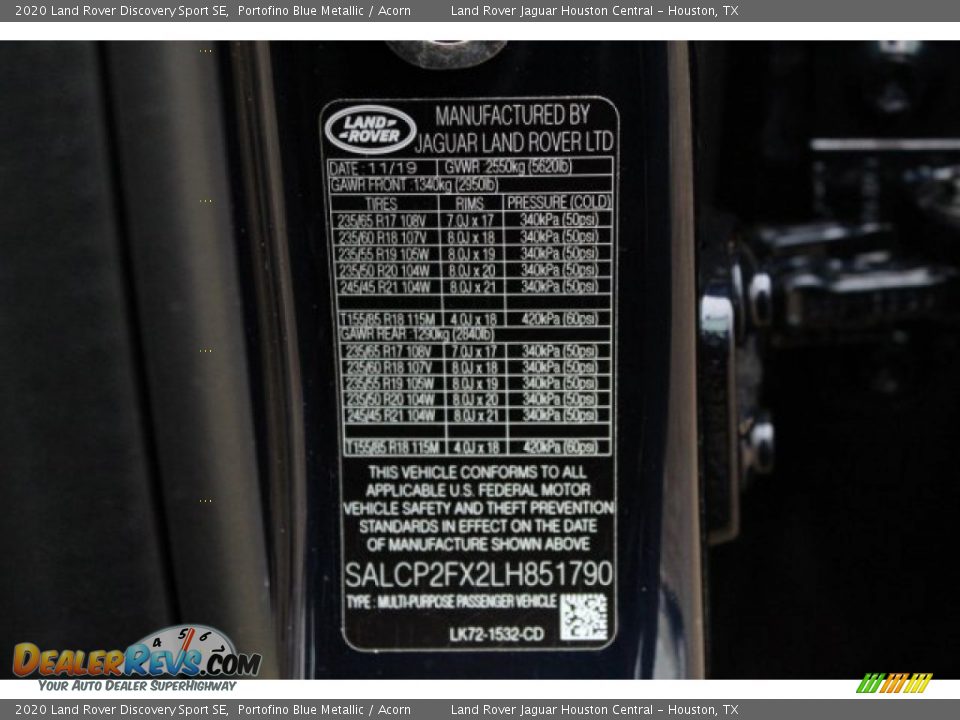 2020 Land Rover Discovery Sport SE, Portofino Blue Metallic / Acorn Land Rover Jaguar Houston Central - Houston, TX
LAND ROVER
MANUFACTURED BY
JAGUAR LAND ROVER LTD
DATE : 11/19 GVWR :2550kg (5620lb)
GAWR FRONT :1340kg (2950lb)
TIRES RIMS PRESSURE (COLD)
235/65 R17 108V 7.0J x 17 340kPa (50psi)
235/60 R18 107V 8.0J x 18 340kPa (50psi)
235/55 R19 105W 8.0J x 19 340kPa (50psi)
235/50 R20 104W 8.0J x 20 340kPa (50psi)
245/45 R21 104W 8.0J x 21 340kPa (50psi)
T155/85 R18 115M 4.0J x 18 420kPa (60psi)
GAWR REAR :1290kg (2840lb)
235/65 R17 108V 7.0J x 17 340kPa (50psi)
235/60 R18 107V 8.0J x 18 340kPa (50psi)
235/55 R19 105W 8.0J x 19 340kPa (50psi)
235/50 R20 104W 8.0J x 20 340kPa (50psi)
245/45 R21 104W 8.0J x 21 340kPa (50psi)
T155/85 R18 115M 4.0J x 18 420kPa (60psi)
THIS VEHICLE CONFORMS TO ALL
APPLICABLE U.S. FEDERAL MOTOR
VEHICLE SAFETY AND THEFT PREVENTION
STANDARDS IN EFFECT ON THE DATE
OF MANUFACTURE SHOWN ABOVE
SALCP2FX2LH851790
TYPE : MULTI-PURPOSE PASSENGER VEHICLE
LK72-1532-CD
4 5 6
DEALERREVS.COM
YOUR AUTO DEALER SUPERHIGHWAY
2020 Land Rover Discovery Sport SE, Portofino Blue Metallic / Acorn Land Rover Jaguar Houston Central - Houston, TX